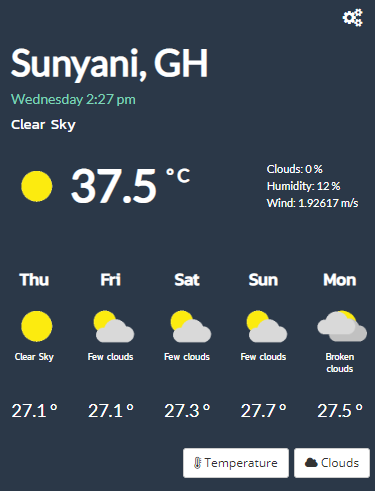 Sunyani, GH
Wednesday 2:27 pm
Clear Sky
37.5 °C
Clouds: 0 %
Humidity: 12 %
Wind: 1.92617 m/s
Thu Fri Sat Sun Mon
Clear Sky Few clouds Few clouds Few clouds Broken clouds
27.1 ° 27.1 ° 27.3 ° 27.7 ° 27.5 °
Temperature Clouds